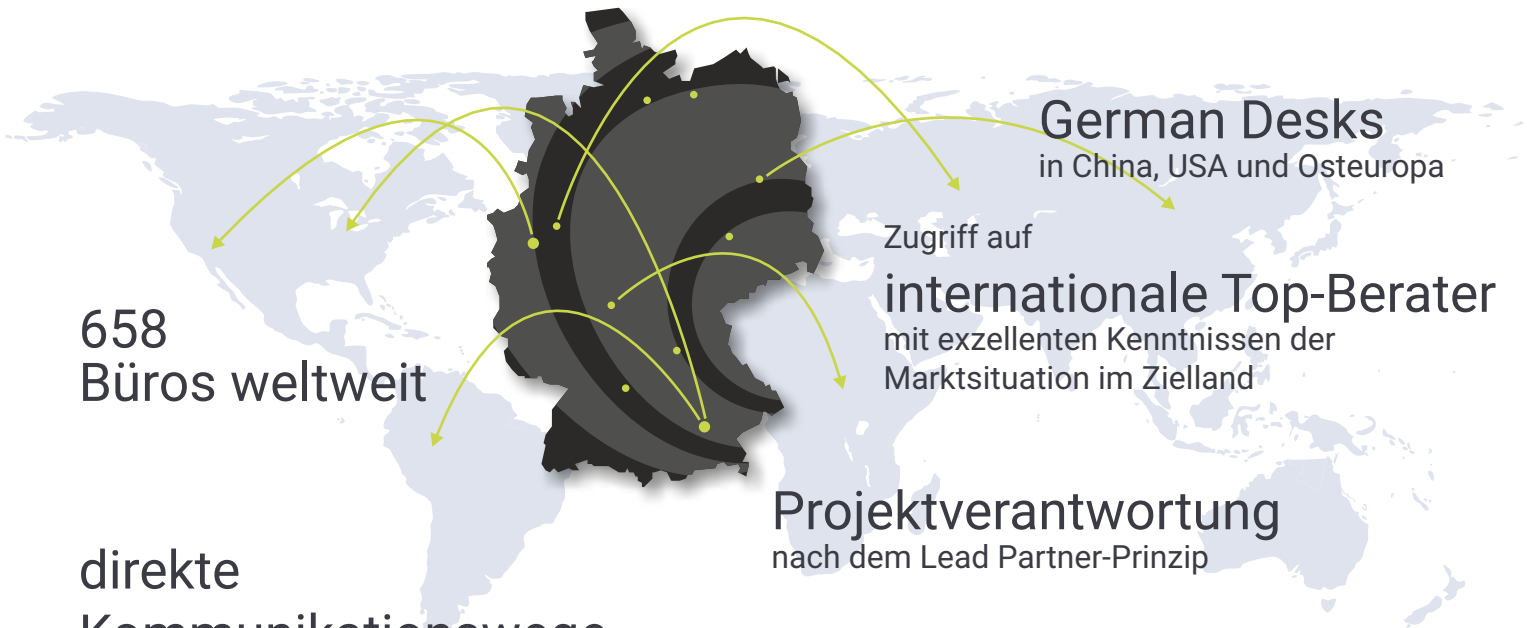 German Desks
in China, USA und Osteuropa
Zugriff auf
internationale Top-Berater
mit exzellenten Kenntnissen der
Marktsituation im Zielland
658
Büros weltweit
Projektverantwortung
nach dem Lead Partner-Prinzip
direkte
Kommunikationswege